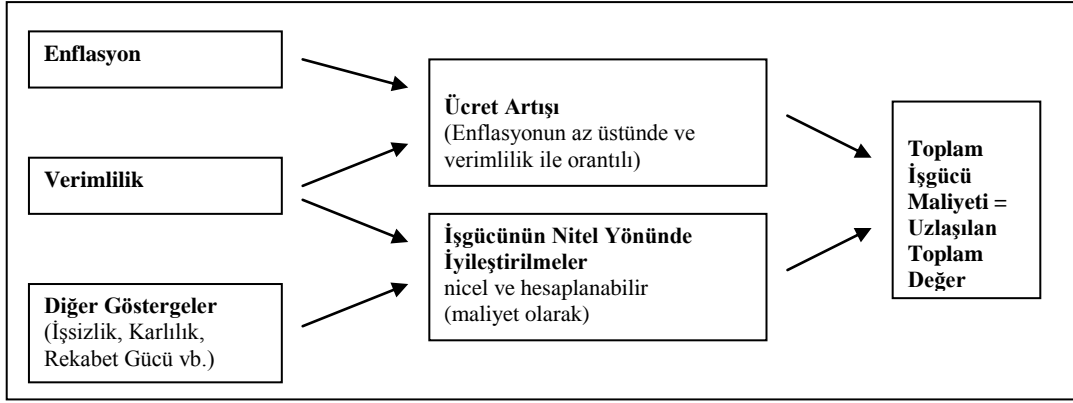 Enflasyon
Verimlilik
Diğer Göstergeler
(İşsizlik, Karlılık,
Rekabet Gücü vb.)
Ücret Artışı
(Enflasyonun az üstünde ve
verimlilik ile orantılı)
İşgücünün Nitel Yönünde
İyileştirilmeler
nicel ve hesaplanabilir
(maliyet olarak)
Toplam
İşgücü
Maliyeti =
Uzlaşılan
Toplam
Değer